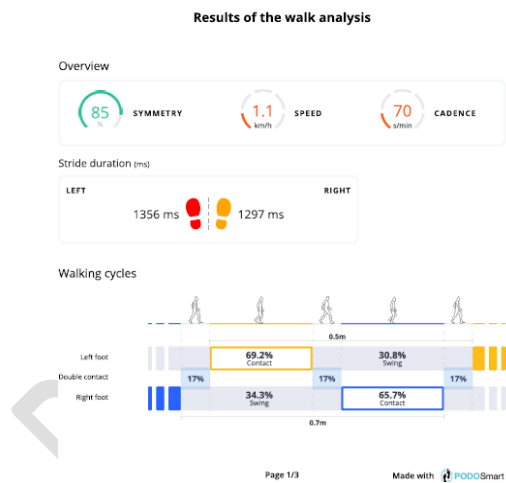 Results of the walk analysis
Overview
85
%
SYMMETRY
1.1
km/h
SPEED
70
s/min
CADENCE
Stride duration (ms)
LEFT
RIGHT
1356 ms
1297 ms
Walking cycles
0.5m
Left foot
69.2%
Contact
30.8%
Swing
Double contact
17%
17%
17%
Right foot
34.3%
Swing
65.7%
Contact
0.7m
Page 1/3
Made with PODOSmart